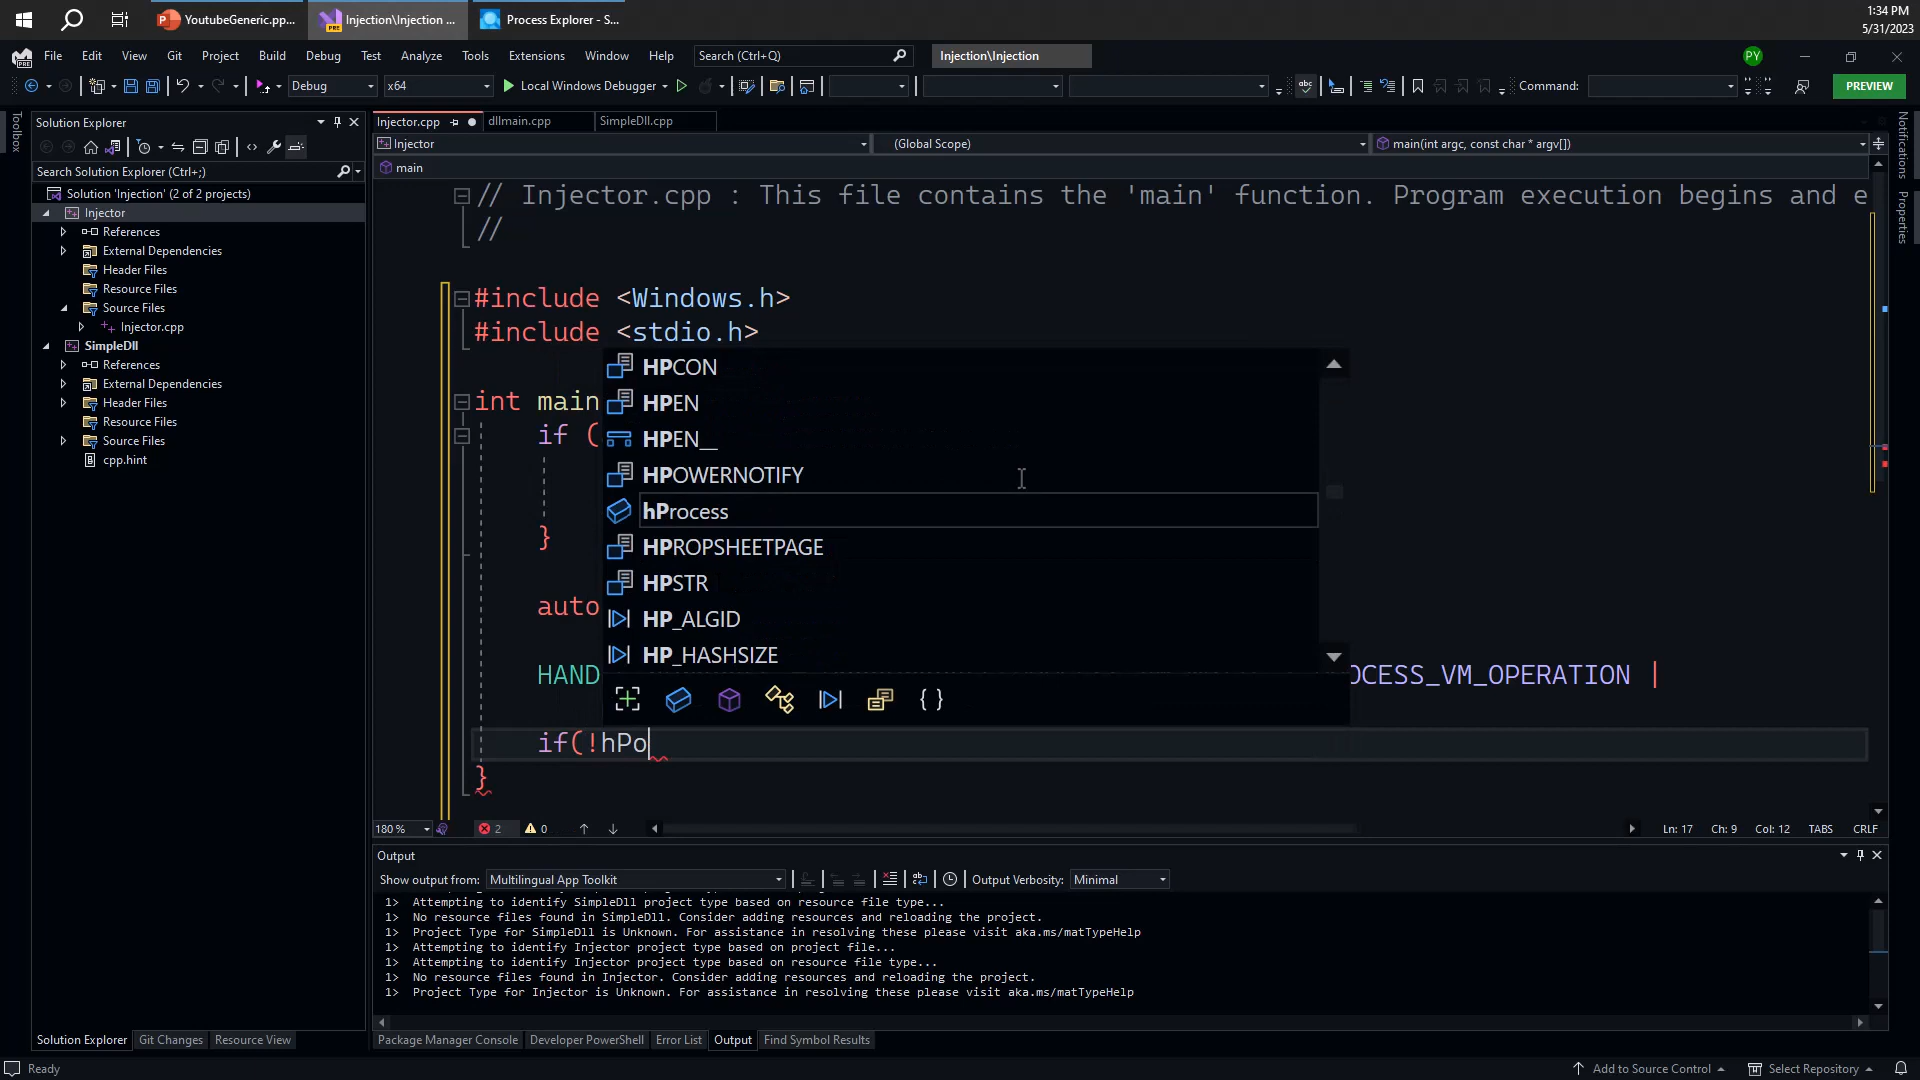 YoutubeGeneric.pp...
Injection\Injection ...
Process Explorer - S...
1:34 PM
5/31/2023
File Edit View Git Project Build Debug Test Analyze Tools Extensions Window Help
Search (Ctrl+Q)
Injection\Injection
PY
Debug
x64
Local Windows Debugger
Command:
PREVIEW
Toolbox
Solution Explorer
Search Solution Explorer (Ctrl+;)
Solution 'Injection' (2 of 2 projects)
Injector
References
External Dependencies
Header Files
Resource Files
Source Files
Injector.cpp
SimpleDll
References
External Dependencies
Header Files
Resource Files
Source Files
cpp.hint
Injector.cpp
dllmain.cpp
SimpleDll.cpp
Injector
(Global Scope)
main(int argc, const char * argv[])
main
// Injector.cpp : This file contains the 'main' function. Program execution begins and e
//
#include <Windows.h>
#include <stdio.h>
int main
if (
}
auto
HAND
OCESS_VM_OPERATION |
if(!hPo
}
HPCON
HPEN
HPEN__
HPOWERNOTIFY
hProcess
HPROPSHEETPAGE
HPSTR
HP_ALGID
HP_HASHSIZE
180 %
2
0
Ln: 17
Ch: 9
Col: 12
TABS
CRLF
Output
Show output from:
Multilingual App Toolkit
Output Verbosity:
Minimal
1> Attempting to identify SimpleDll project type based on resource file type...
1> No resource files found in SimpleDll. Consider adding resources and reloading the project.
1> Project Type for SimpleDll is Unknown. For assistance in resolving these please visit aka.ms/matTypeHelp
1> Attempting to identify Injector project type based on project file...
1> Attempting to identify Injector project type based on resource file type...
1> No resource files found in Injector. Consider adding resources and reloading the project.
1> Project Type for Injector is Unknown. For assistance in resolving these please visit aka.ms/matTypeHelp
Solution Explorer
Git Changes
Resource View
Package Manager Console
Developer PowerShell
Error List
Output
Find Symbol Results
Ready
Add to Source Control
Select Repository
Notifications
Properties